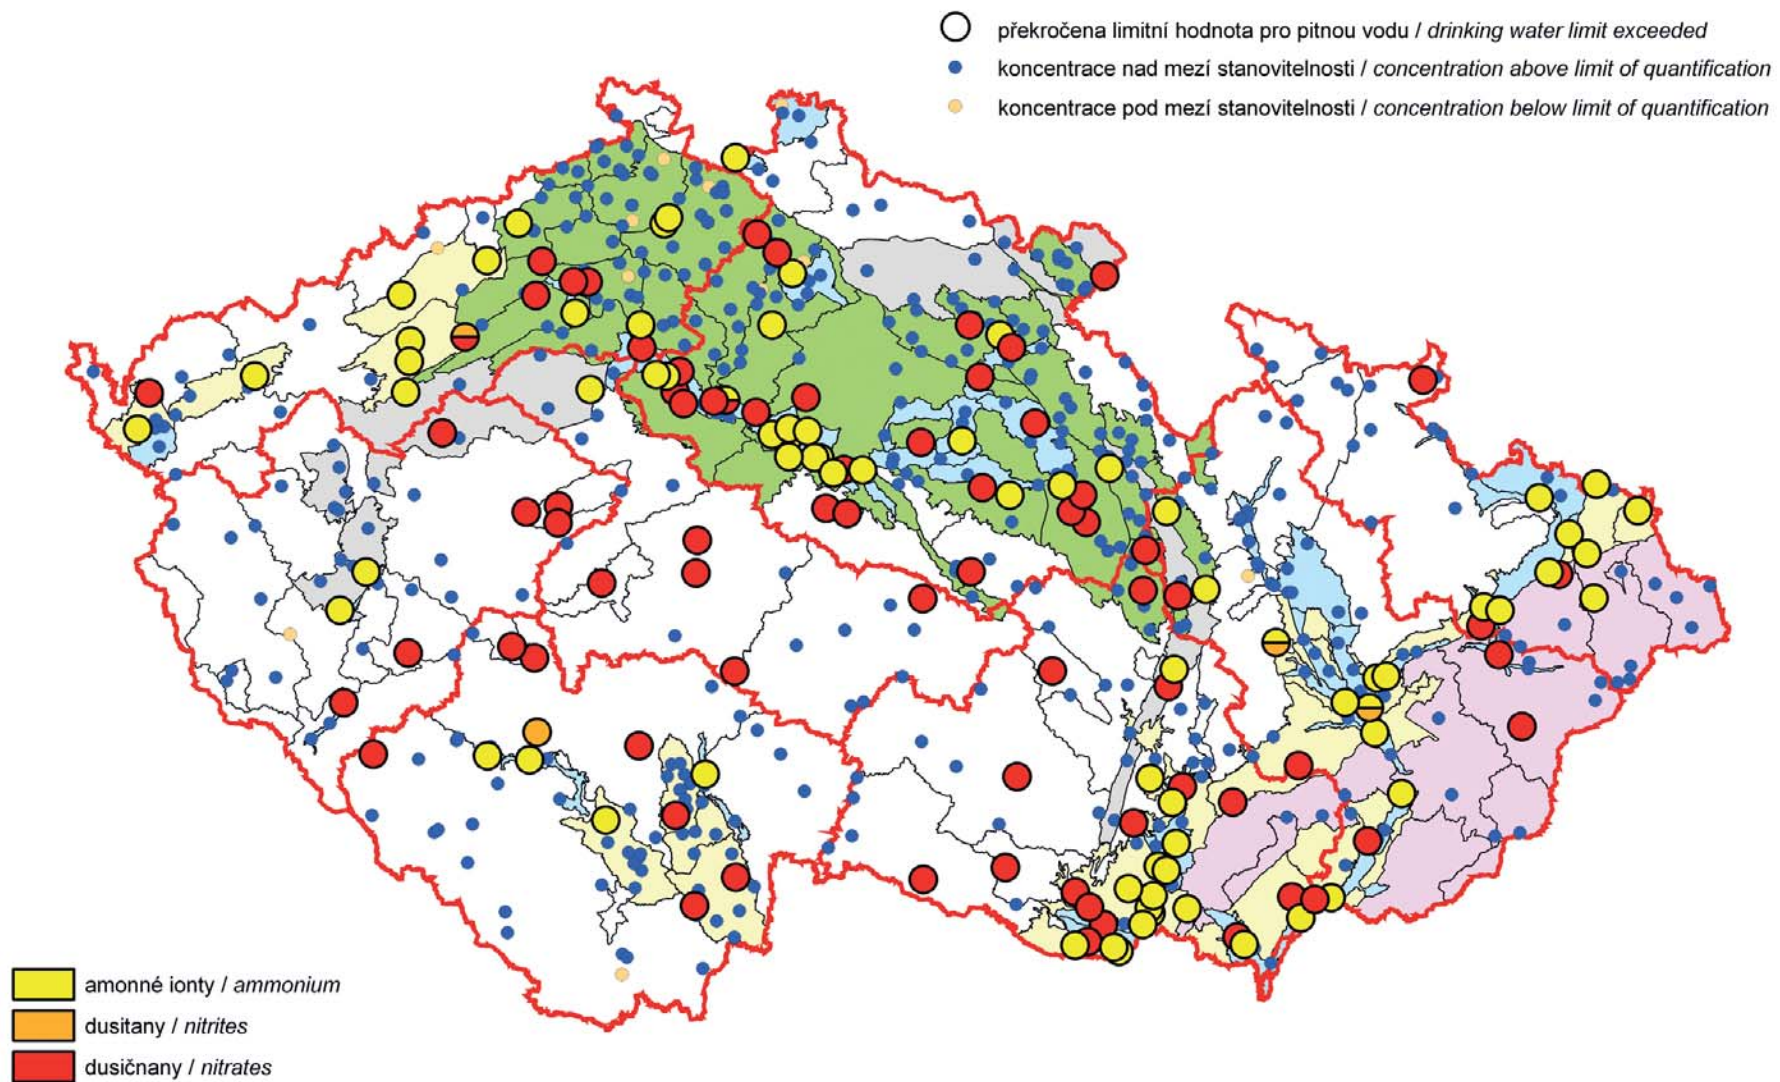 překročena limitní hodnota pro pitnou vodu / drinking water limit exceeded
koncentrace nad mezí stanovitelnosti / concentration above limit of quantification
koncentrace pod mezí stanovitelnosti / concentration below limit of quantification
amonné ionty / ammonium
dusitany / nitrites
dusičnany / nitrates